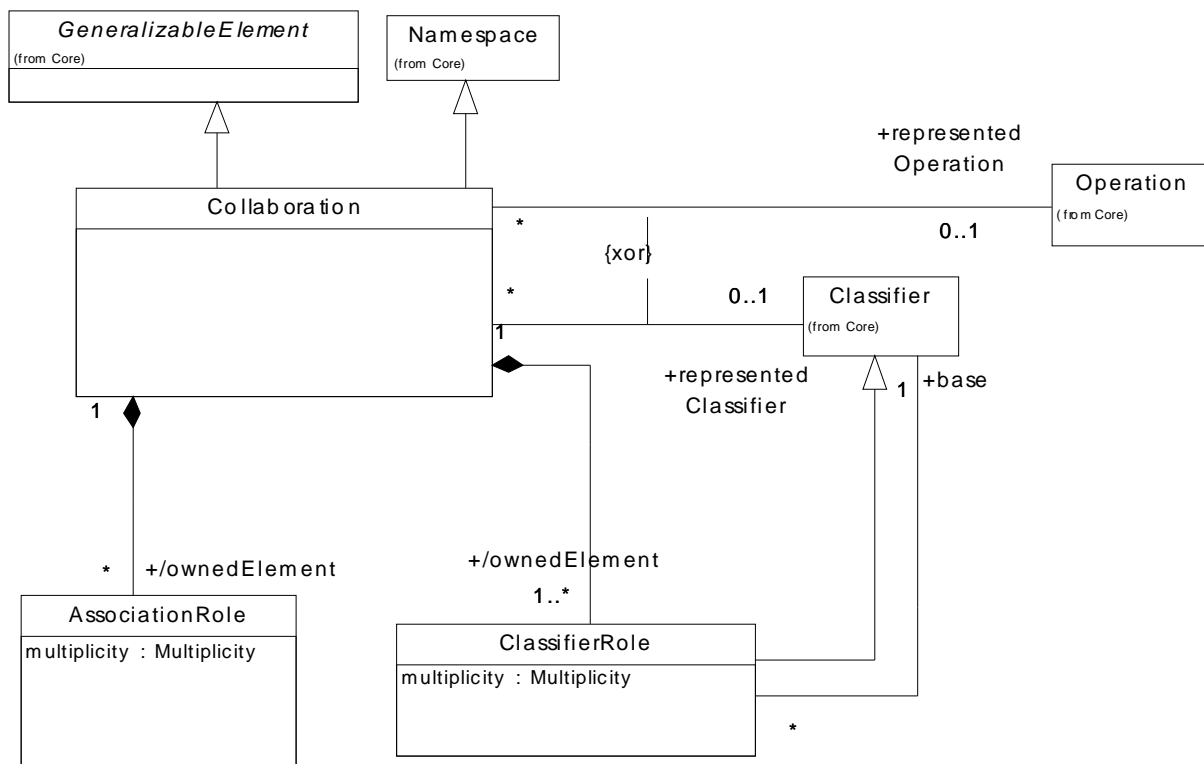 GeneralizableElement
(from Core)
Namespace
(from Core)
+represented
Operation
Operation
(from Core)
Collaboration
*
0..1
{xor}
*
0..1
Classifier
(from Core)
1
+represented
Classifier
1
+base
1
*
+/ownedElement
+/ownedElement
1..*
AssociationRole
multiplicity : Multiplicity
ClassifierRole
multiplicity : Multiplicity
*